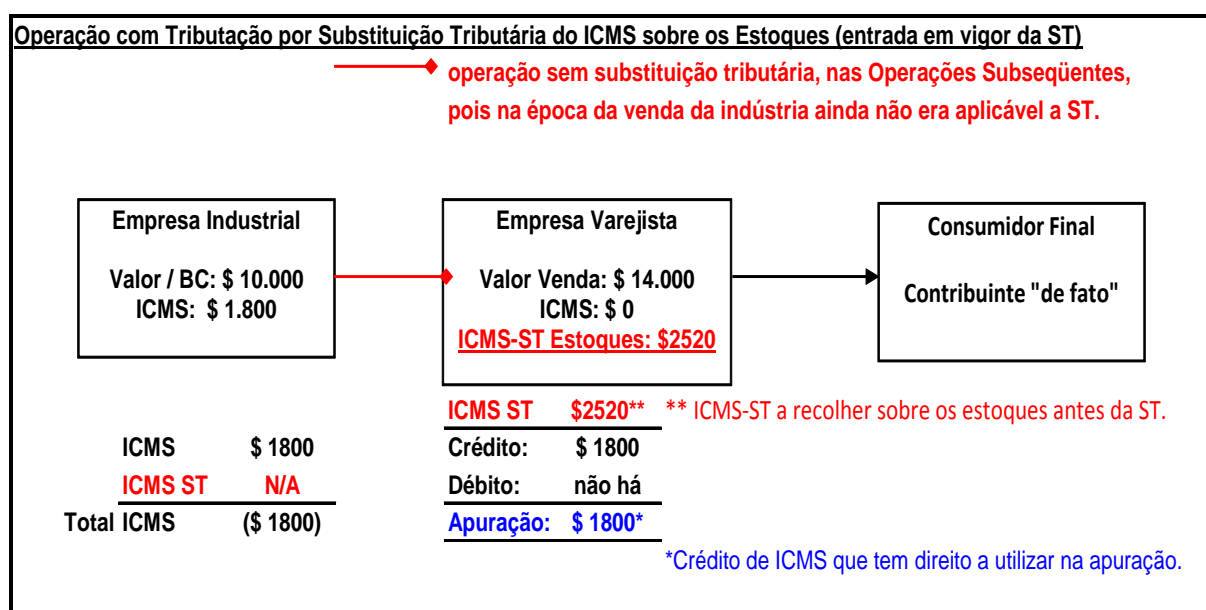 Operação com Tributação por Substituição Tributária do ICMS sobre os Estoques (entrada em vigor da ST)
operação sem substituição tributária, nas Operações Subseqüentes,
pois na época da venda da indústria ainda não era aplicável a ST.
Empresa Industrial
Valor / BC: $ 10.000
ICMS: $ 1.800
Empresa Varejista
Valor Venda: $ 14.000
ICMS: $ 0
ICMS-ST Estoques: $2520
Consumidor Final
Contribuinte "de fato"
ICMS $ 1800
ICMS ST N/A
Total ICMS ($ 1800)
ICMS ST $2520** ** ICMS-ST a recolher sobre os estoques antes da ST.
Crédito: $ 1800
Débito: não há
Apuração: $ 1800*
*Crédito de ICMS que tem direito a utilizar na apuração.